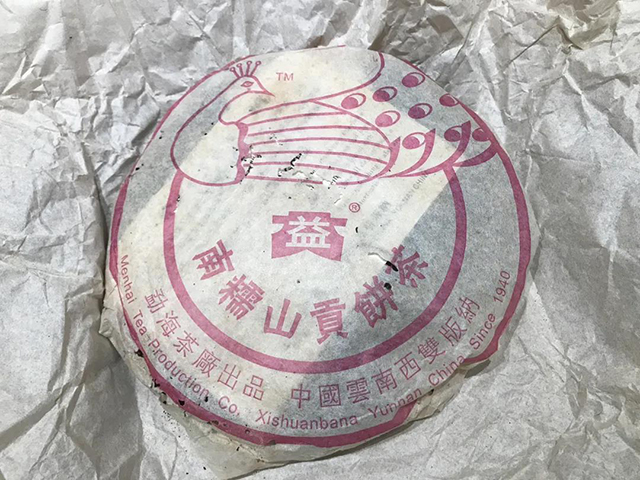 TM
益
®
南糯山貢餅茶
勐海茶廠出品 中國雲南西雙版納
Menhai Tea-Production Co. Xishuanbana Yunnan China Since 1940